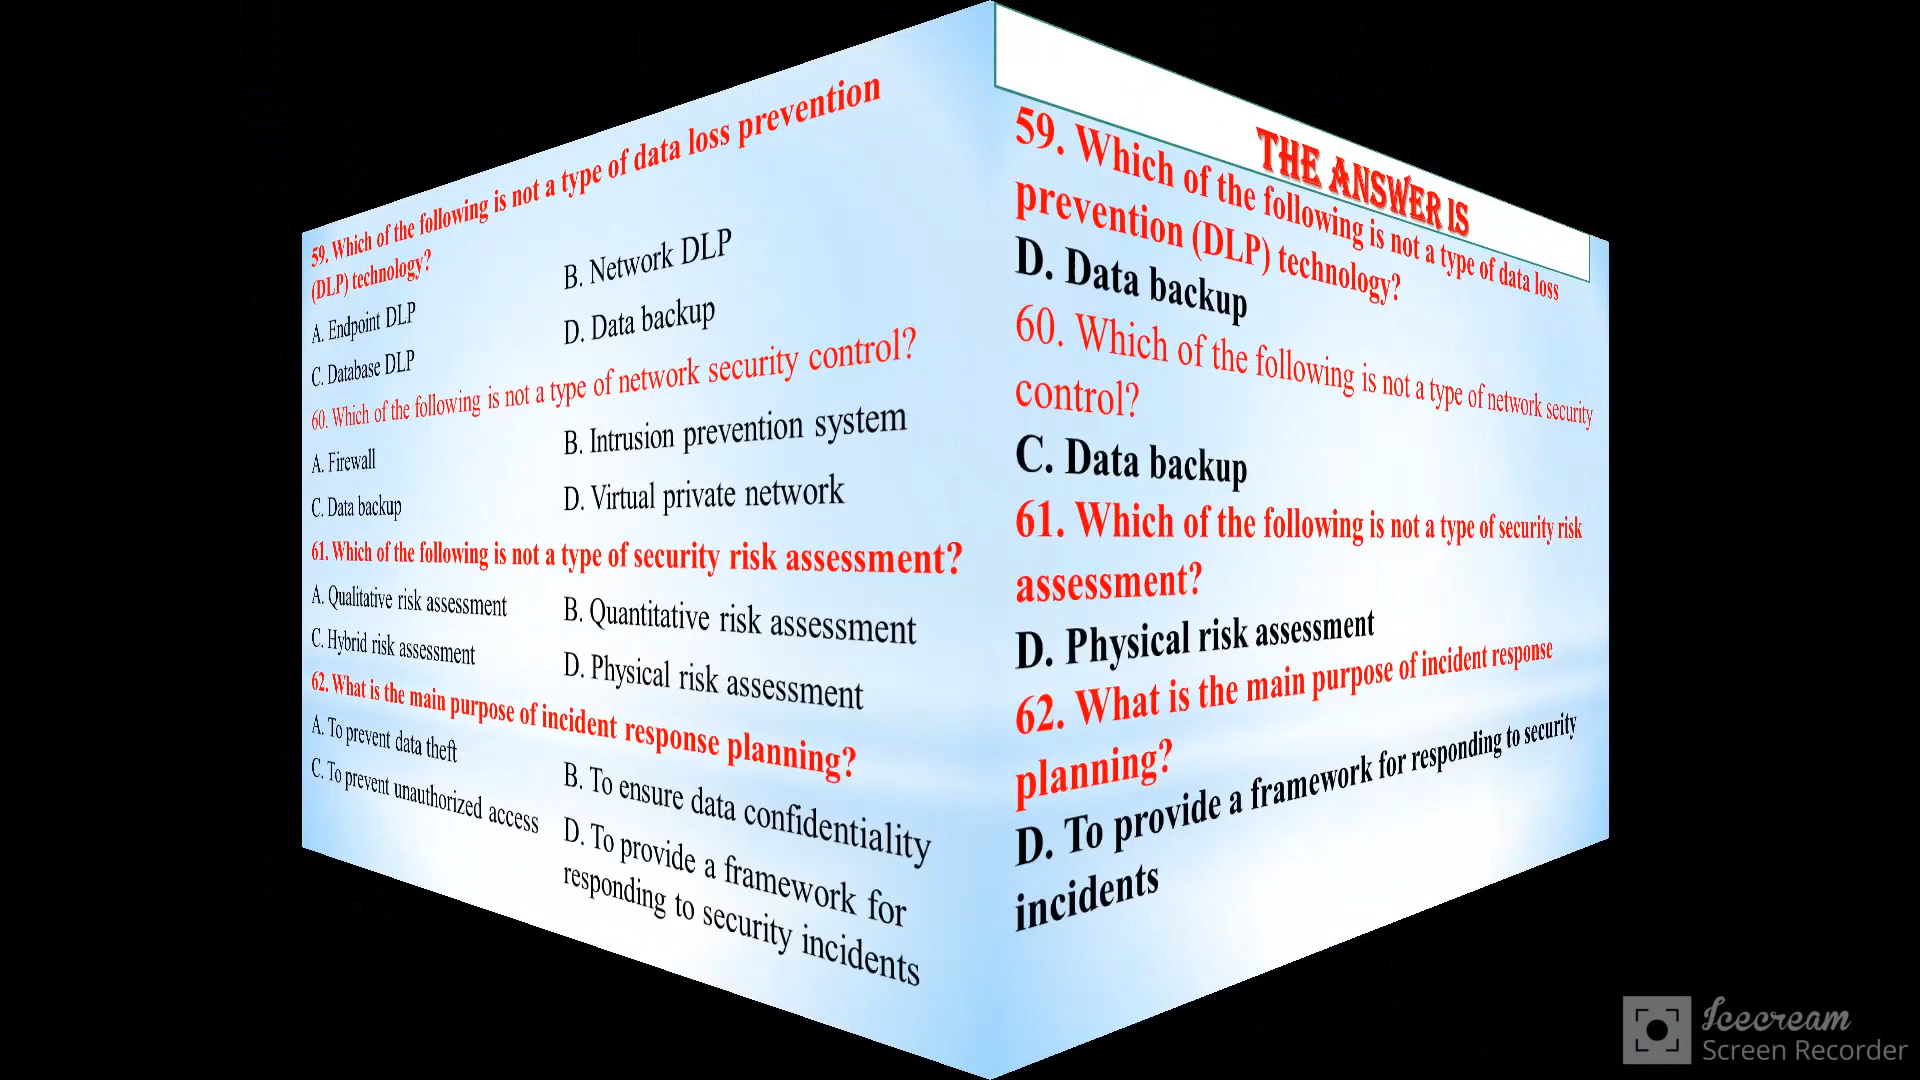 59. Which of the following is not a type of data loss prevention
(DLP) technology?
A. Endpoint DLP
B. Network DLP
C. Database DLP
D. Data backup
60. Which of the following is not a type of network security control?
A. Firewall
B. Intrusion prevention system
C. Data backup
D. Virtual private network
61. Which of the following is not a type of security risk assessment?
A. Qualitative risk assessment
B. Quantitative risk assessment
C. Hybrid risk assessment
D. Physical risk assessment
62. What is the main purpose of incident response planning?
A. To prevent data theft
B. To ensure data confidentiality
C. To prevent unauthorized access
D. To provide a framework for
responding to security incidents
THE ANSWER IS
59. Which of the following is not a type of data loss
prevention (DLP) technology?
D. Data backup
60. Which of the following is not a type of network security
control?
C. Data backup
61. Which of the following is not a type of security risk
assessment?
D. Physical risk assessment
62. What is the main purpose of incident response
planning?
D. To provide a framework for responding to security
incidents
Icecream
Screen Recorder